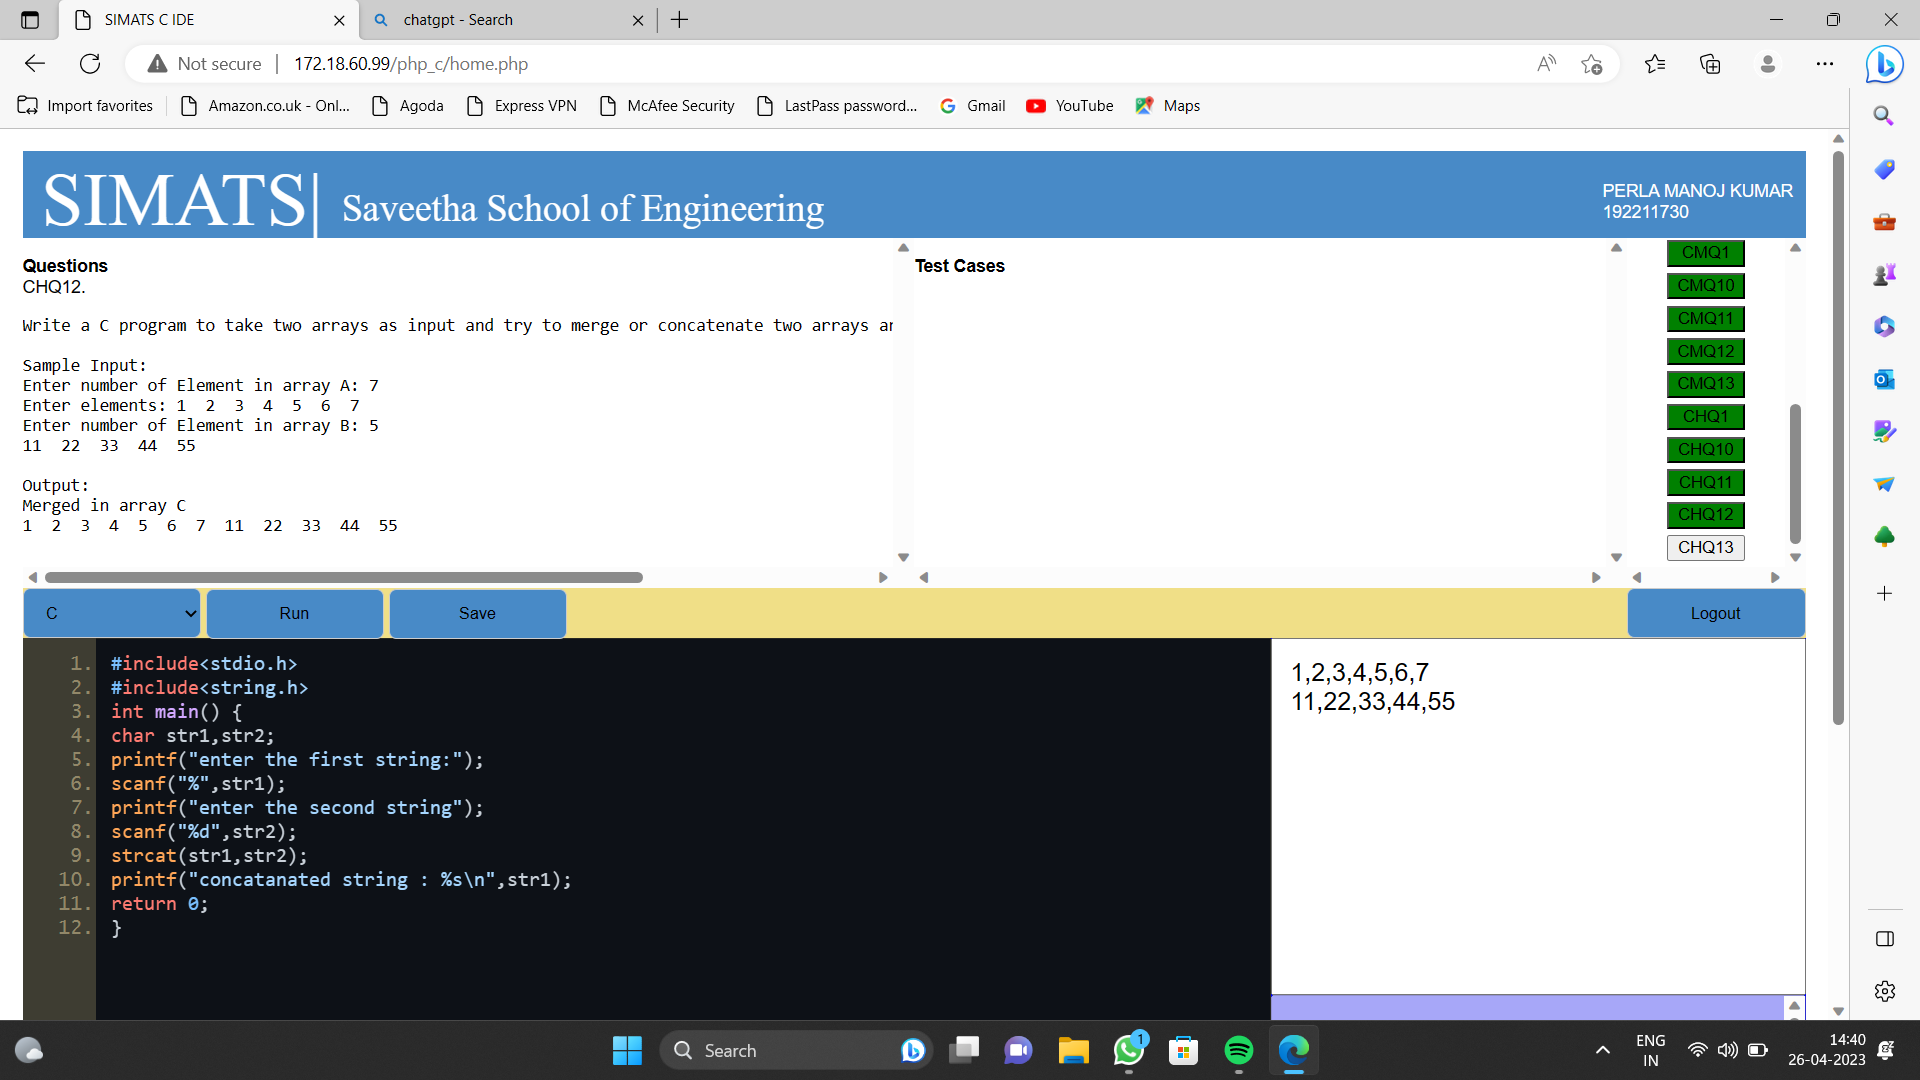 SIMATS C IDE
chatgpt - Search
Not secure
172.18.60.99/php_c/home.php
Import favorites
Amazon.co.uk - Onl...
Agoda
Express VPN
McAfee Security
LastPass password...
Gmail
YouTube
Maps
SIMATS| Saveetha School of Engineering
PERLA MANOJ KUMAR
192211730
Questions
CHQ12.
Write a C program to take two arrays as input and try to merge or concatenate two arrays ar
Sample Input:
Enter number of Element in array A: 7
Enter elements: 1  2  3  4  5  6  7
Enter number of Element in array B: 5
11  22  33  44  55
Output:
Merged in array C
1  2  3  4  5  6  7  11  22  33  44  55
Test Cases
CMQ1
CMQ10
CMQ11
CMQ12
CMQ13
CHQ1
CHQ10
CHQ11
CHQ12
CHQ13
C
Run
Save
Logout
1. #include<stdio.h>
2. #include<string.h>
3. int main() {
4. char str1,str2;
5. printf("enter the first string:");
6. scanf("%",str1);
7. printf("enter the second string");
8. scanf("%d",str2);
9. strcat(str1,str2);
10. printf("concatanated string : %s\n",str1);
11. return 0;
12. }
1,2,3,4,5,6,7
11,22,33,44,55
Search
1
ENG
IN
14:40
26-04-2023